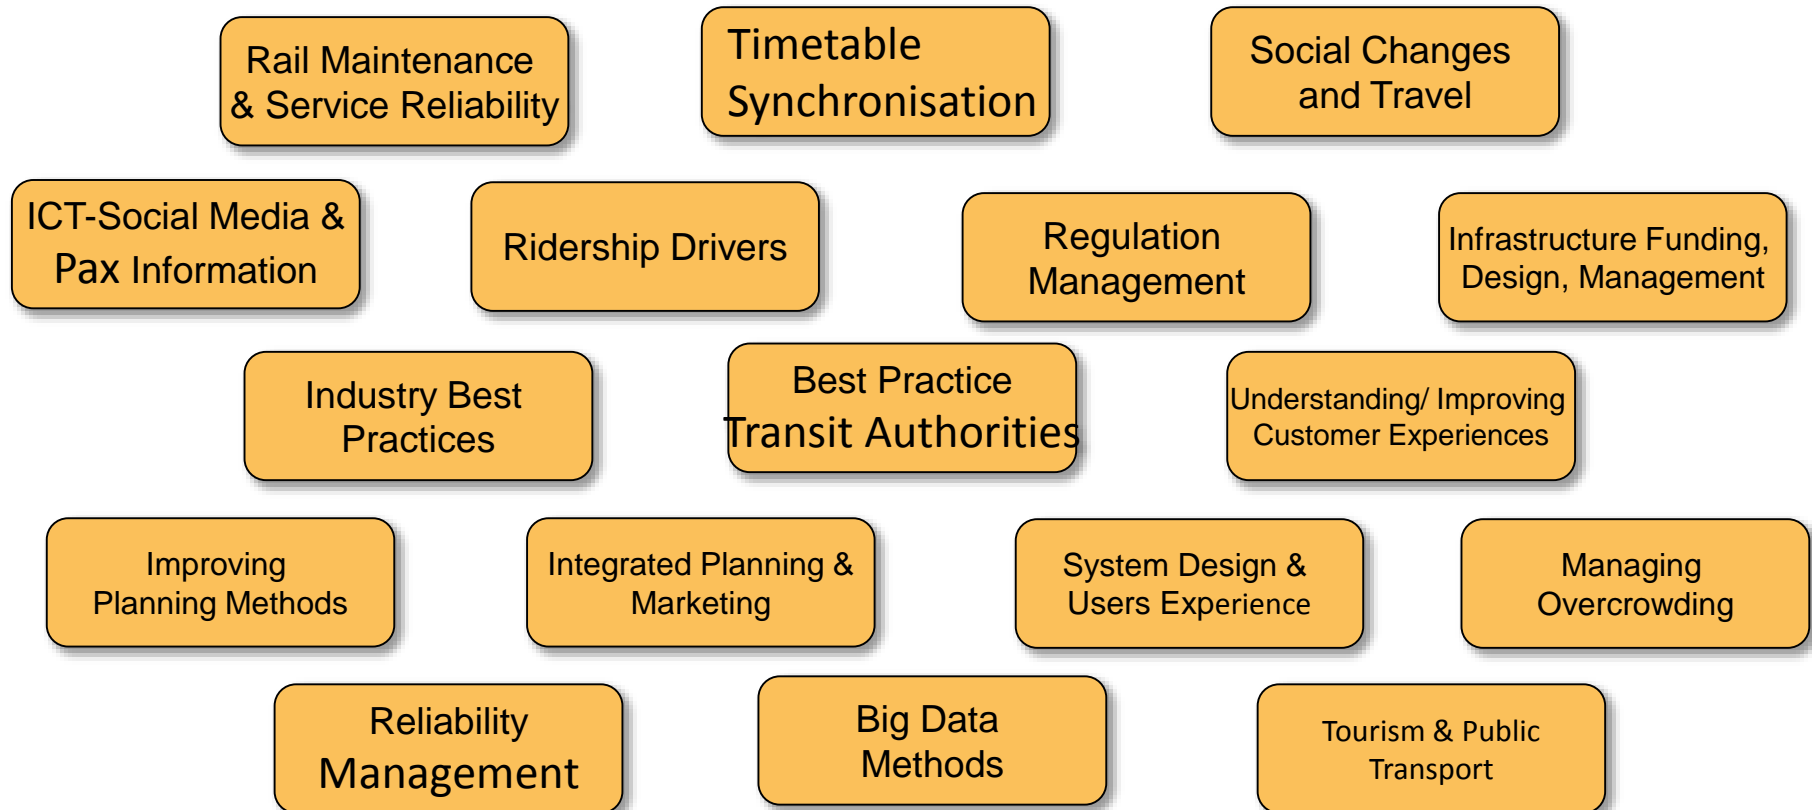 Rail Maintenance
& Service Reliability
Timetable
Synchronisation
Social Changes
and Travel
ICT-Social Media &
Pax Information
Ridership Drivers
Regulation
Management
Infrastructure Funding,
Design, Management
Industry Best
Practices
Best Practice
Transit Authorities
Understanding/ Improving
Customer Experiences
Improving
Planning Methods
Integrated Planning &
Marketing
System Design &
Users Experience
Managing
Overcrowding
Reliability
Management
Big Data
Methods
Tourism & Public
Transport